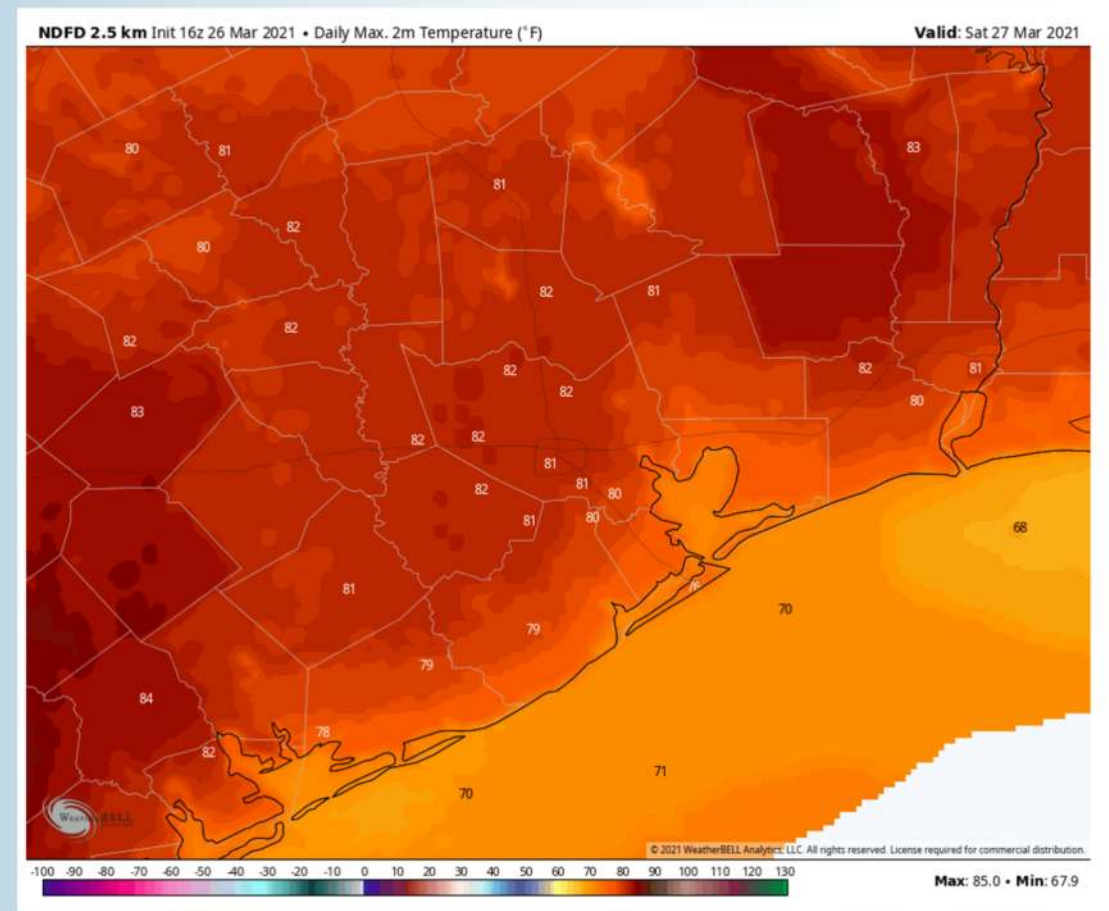 NDFD 2.5 km Init 16z 26 Mar 2021 • Daily Max. 2m Temperature (˚F) Valid: Sat 27 Mar 2021
80 81 83
81
82
80
82 81
82
82
82 82 81
82
83 80
82 82
81
82 81 80
81 80
68
81
70
79
79
84
78
82
71
70
WeatherBELL
© 2021 WeatherBELL Analytics, LLC. All rights reserved. License required for commercial distribution.
-100 -90 -80 -70 -60 -50 -40 -30 -20 -10 0 10 20 30 40 50 60 70 80 90 100 110 120 130
Max: 85.0 • Min: 67.9